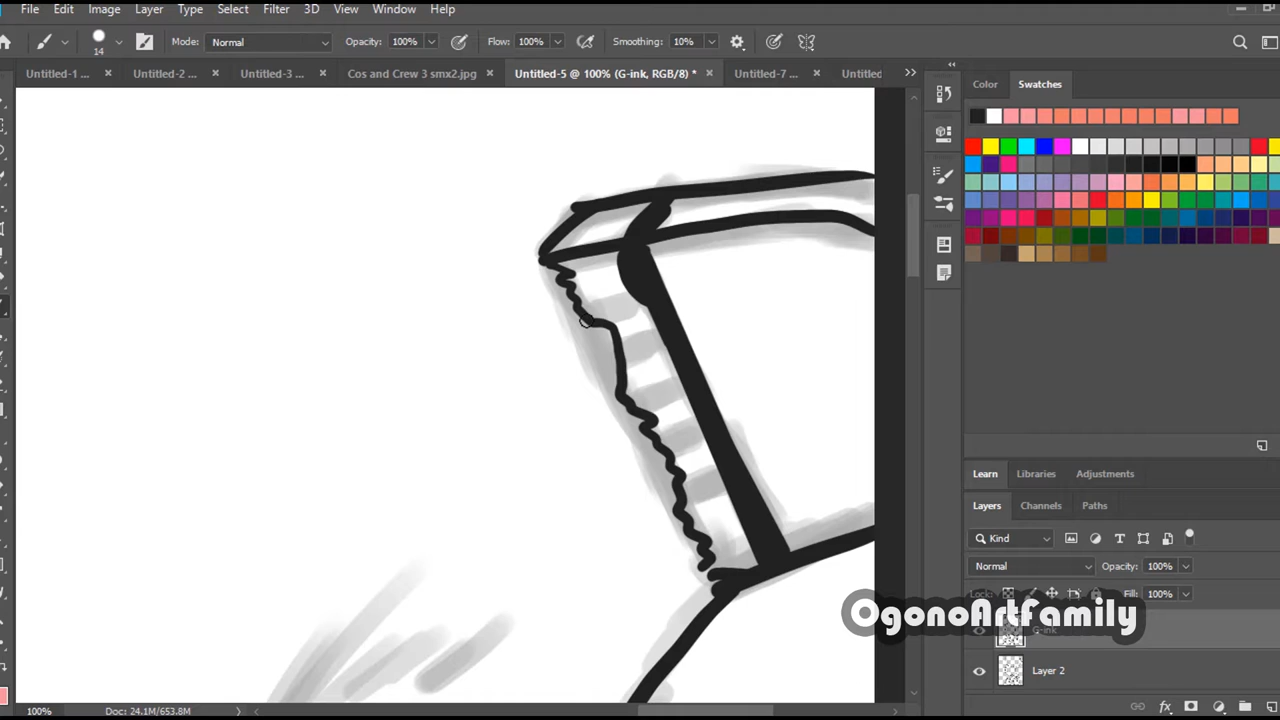 File Edit Image Layer Type Select Filter 3D View Window Help
14 Mode: Normal Opacity: 100% Flow: 100% Smoothing: 10%
Untitled-1 ... × Untitled-2 ... × Untitled-3 ... × Cos and Crew 3 smx2.jpg × Untitled-5 @ 100% (G-ink, RGB/8) * × Untitled-7 ... × Untitled
Color Swatches
Learn Libraries Adjustments
Layers Channels Paths
Kind
Normal Opacity: 100%
Lock: Fill: 100%
OgonoArtFamily
G-ink
Layer 2
100% Doc: 24.1M/653.8M